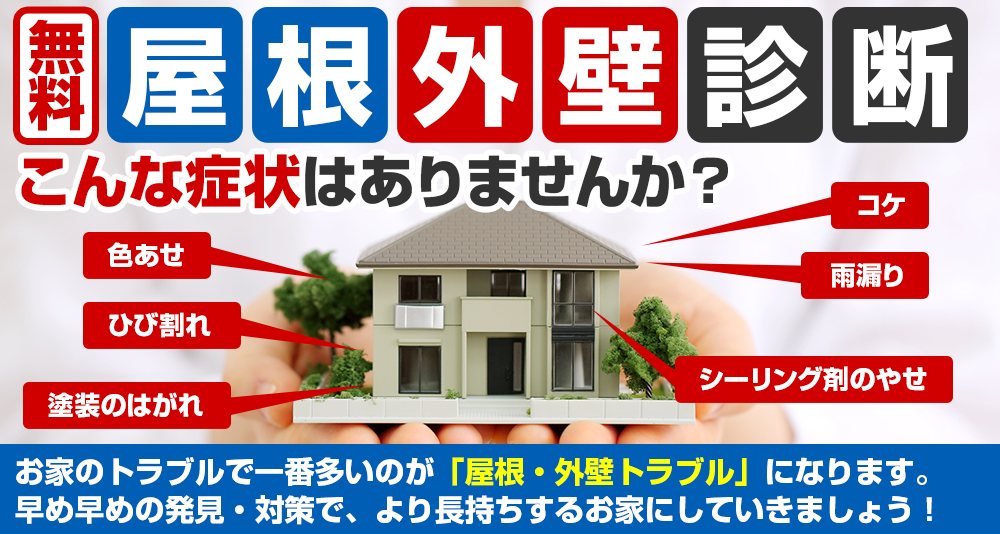 無料 屋根外壁診断
こんな症状はありませんか？
コケ
色あせ
雨漏り
ひび割れ
シーリング剤のやせ
塗装のはがれ
お家のトラブルで一番多いのが「屋根・外壁トラブル」になります。
早め早めの発見・対策で、より長持ちするお家にしていきましょう！